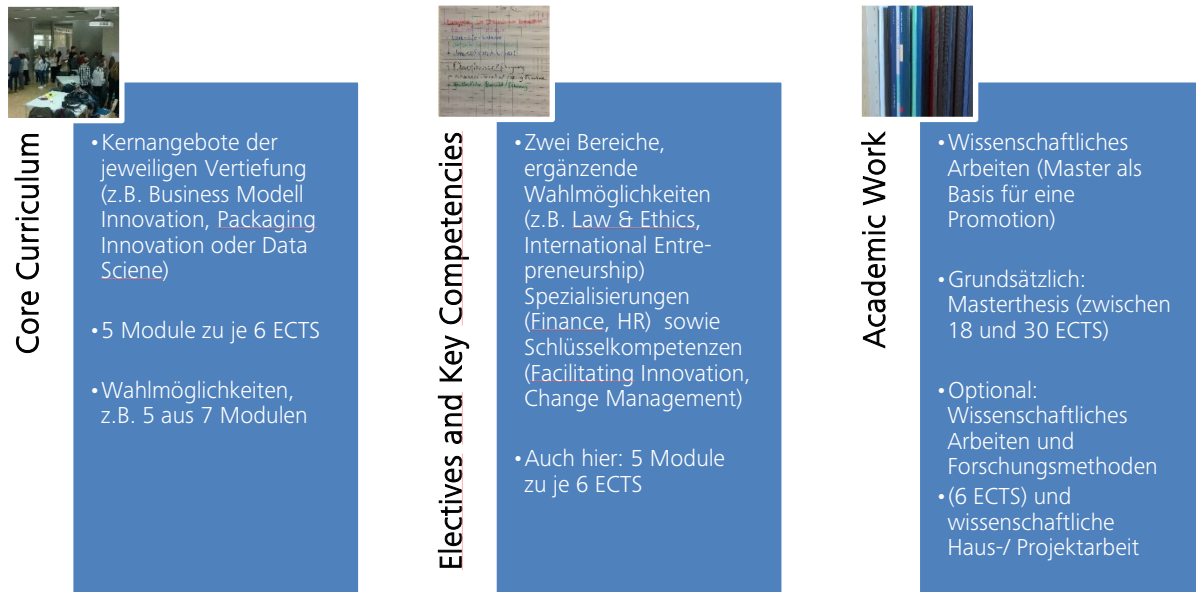 Core Curriculum
•Kernangebote der
jeweiligen Vertiefung
(z.B. Business Modell
Innovation, Packaging
Innovation oder Data
Sciene)
•5 Module zu je 6 ECTS
•Wahlmöglichkeiten,
z.B. 5 aus 7 Modulen
Electives and Key Competencies
•Zwei Bereiche,
ergänzende
Wahlmöglichkeiten
(z.B. Law & Ethics,
International Entre-
preneurship)
Spezialisierungen
(Finance, HR) sowie
Schlüsselkompetenzen
(Facilitating Innovation,
Change Management)
•Auch hier: 5 Module
zu je 6 ECTS
Academic Work
•Wissenschaftliches
Arbeiten (Master als
Basis für eine
Promotion)
•Grundsätzlich:
Masterthesis (zwischen
18 und 30 ECTS)
•Optional:
Wissenschaftliches
Arbeiten und
Forschungsmethoden
•(6 ECTS) und
wissenschaftliche
Haus-/ Projektarbeit